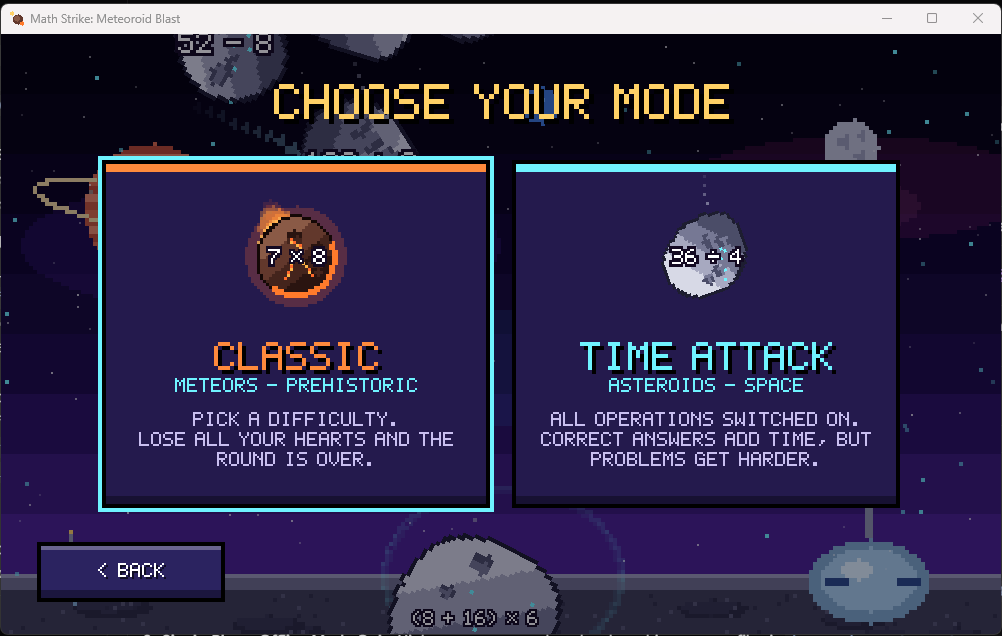 Math Strike: Meteoroid Blast
52 - 8
CHOOSE YOUR MODE
7 × 8
36 ÷ 4
CLASSIC
TIME ATTACK
METEORS - PREHISTORIC
ASTEROIDS - SPACE
PICK A DIFFICULTY.
LOSE ALL YOUR HEARTS AND THE
ROUND IS OVER.
ALL OPERATIONS SWITCHED ON.
CORRECT ANSWERS ADD TIME, BUT
PROBLEMS GET HARDER.
< BACK
(8 + 16) × 6